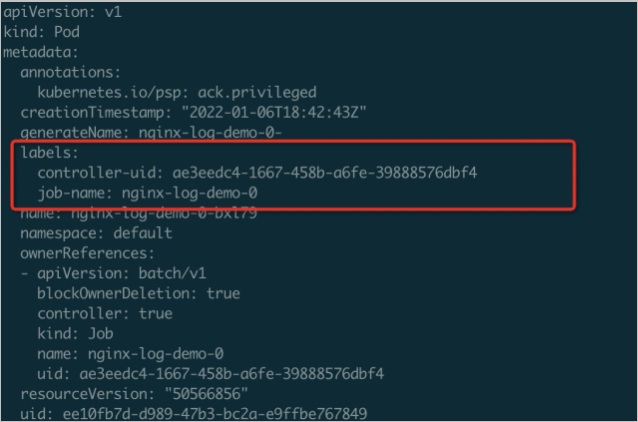 apiVersion: v1
kind: Pod
metadata:
  annotations:
    kubernetes.io/psp: ack.privileged
  creationTimestamp: "2022-01-06T18:42:43Z"
  generateName: nginx-log-demo-0-
  labels:
    controller-uid: ae3eedc4-1667-458b-a6fe-39888576dbf4
    job-name: nginx-log-demo-0
  name: nginx-log-demo-0-bxl79
  namespace: default
  ownerReferences:
  - apiVersion: batch/v1
    blockOwnerDeletion: true
    controller: true
    kind: Job
    name: nginx-log-demo-0
    uid: ae3eedc4-1667-458b-a6fe-39888576dbf4
  resourceVersion: "50566856"
  uid: ee10fb7d-d989-47b3-bc2a-e9ffbe767849